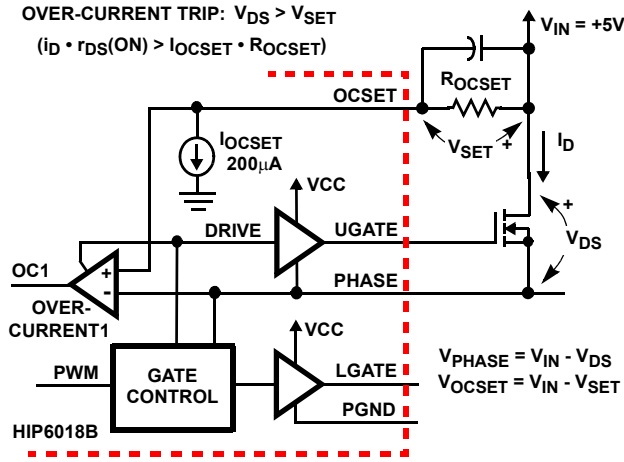 OVER-CURRENT TRIP: VDS > VSET
(iD • rDS(ON) > IOCSET • ROCSET)
VIN = +5V
ROCSET
OCSET
VSET +
ID
IOCSET
200µA
VCC
DRIVE
UGATE
+
VDS
-
OC1
+
-
PHASE
OVER-
CURRENT1
VCC
PWM
GATE
CONTROL
LGATE
PGND
HIP6018B
VPHASE = VIN - VDS
VOCSET = VIN - VSET